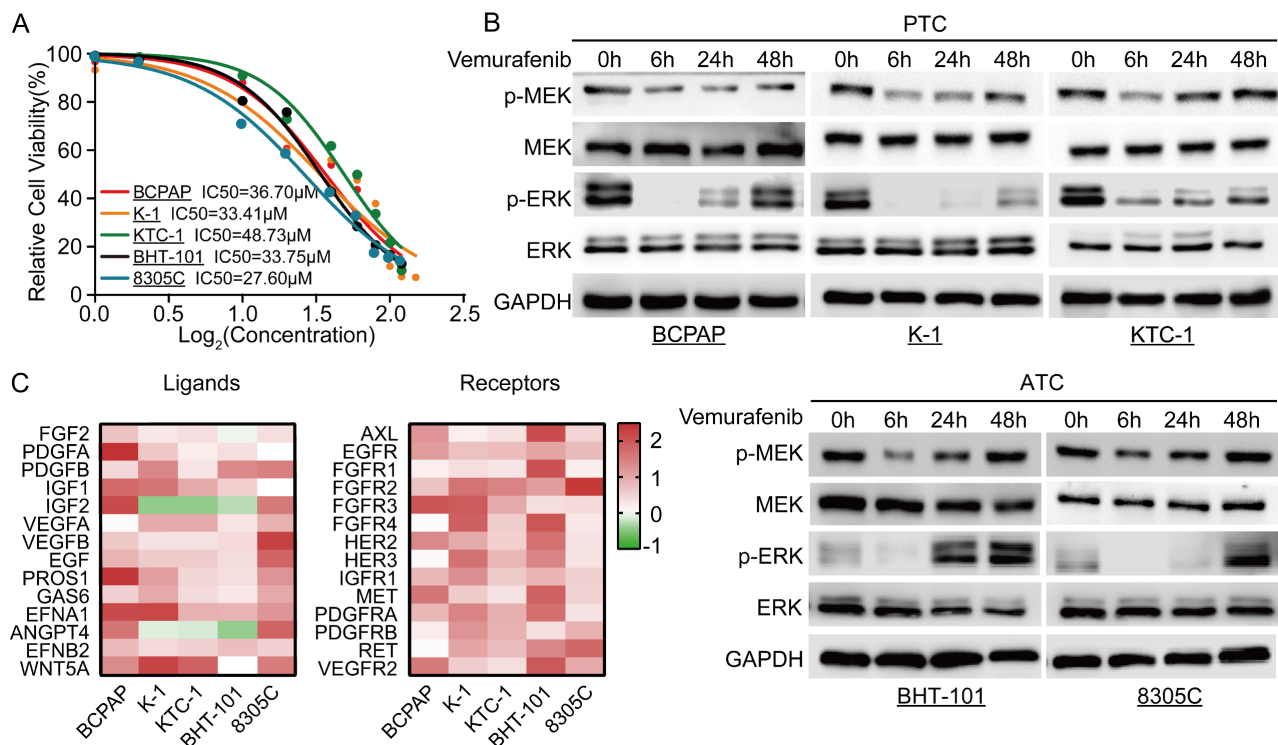 A
Relative Cell Viability(%)
100
80
60
40
20
0
BCPAP IC50=36.70μM
K-1 IC50=33.41μM
KTC-1 IC50=48.73μM
BHT-101 IC50=33.75μM
8305C IC50=27.60μM
0.0 0.5 1.0 1.5 2.0 2.5
Log2(Concentration)
B
PTC
Vemurafenib 0h 6h 24h 48h 0h 6h 24h 48h 0h 6h 24h 48h
p-MEK
MEK
p-ERK
ERK
GAPDH
BCPAP K-1 KTC-1
C
Ligands
FGF2
PDGFA
PDGFB
IGF1
IGF2
VEGFA
VEGFB
EGF
PROS1
GAS6
EFNA1
ANGPT4
EFNB2
WNT5A
BCPAP K-1 KTC-1 BHT-101 8305C
Receptors
AXL
EGFR
FGFR1
FGFR2
FGFR3
FGFR4
HER2
HER3
IGFR1
MET
PDGFRA
PDGFRB
RET
VEGFR2
BCPAP K-1 KTC-1 BHT-101 8305C
2
1
0
-1
ATC
Vemurafenib 0h 6h 24h 48h 0h 6h 24h 48h
p-MEK
MEK
p-ERK
ERK
GAPDH
BHT-101 8305C